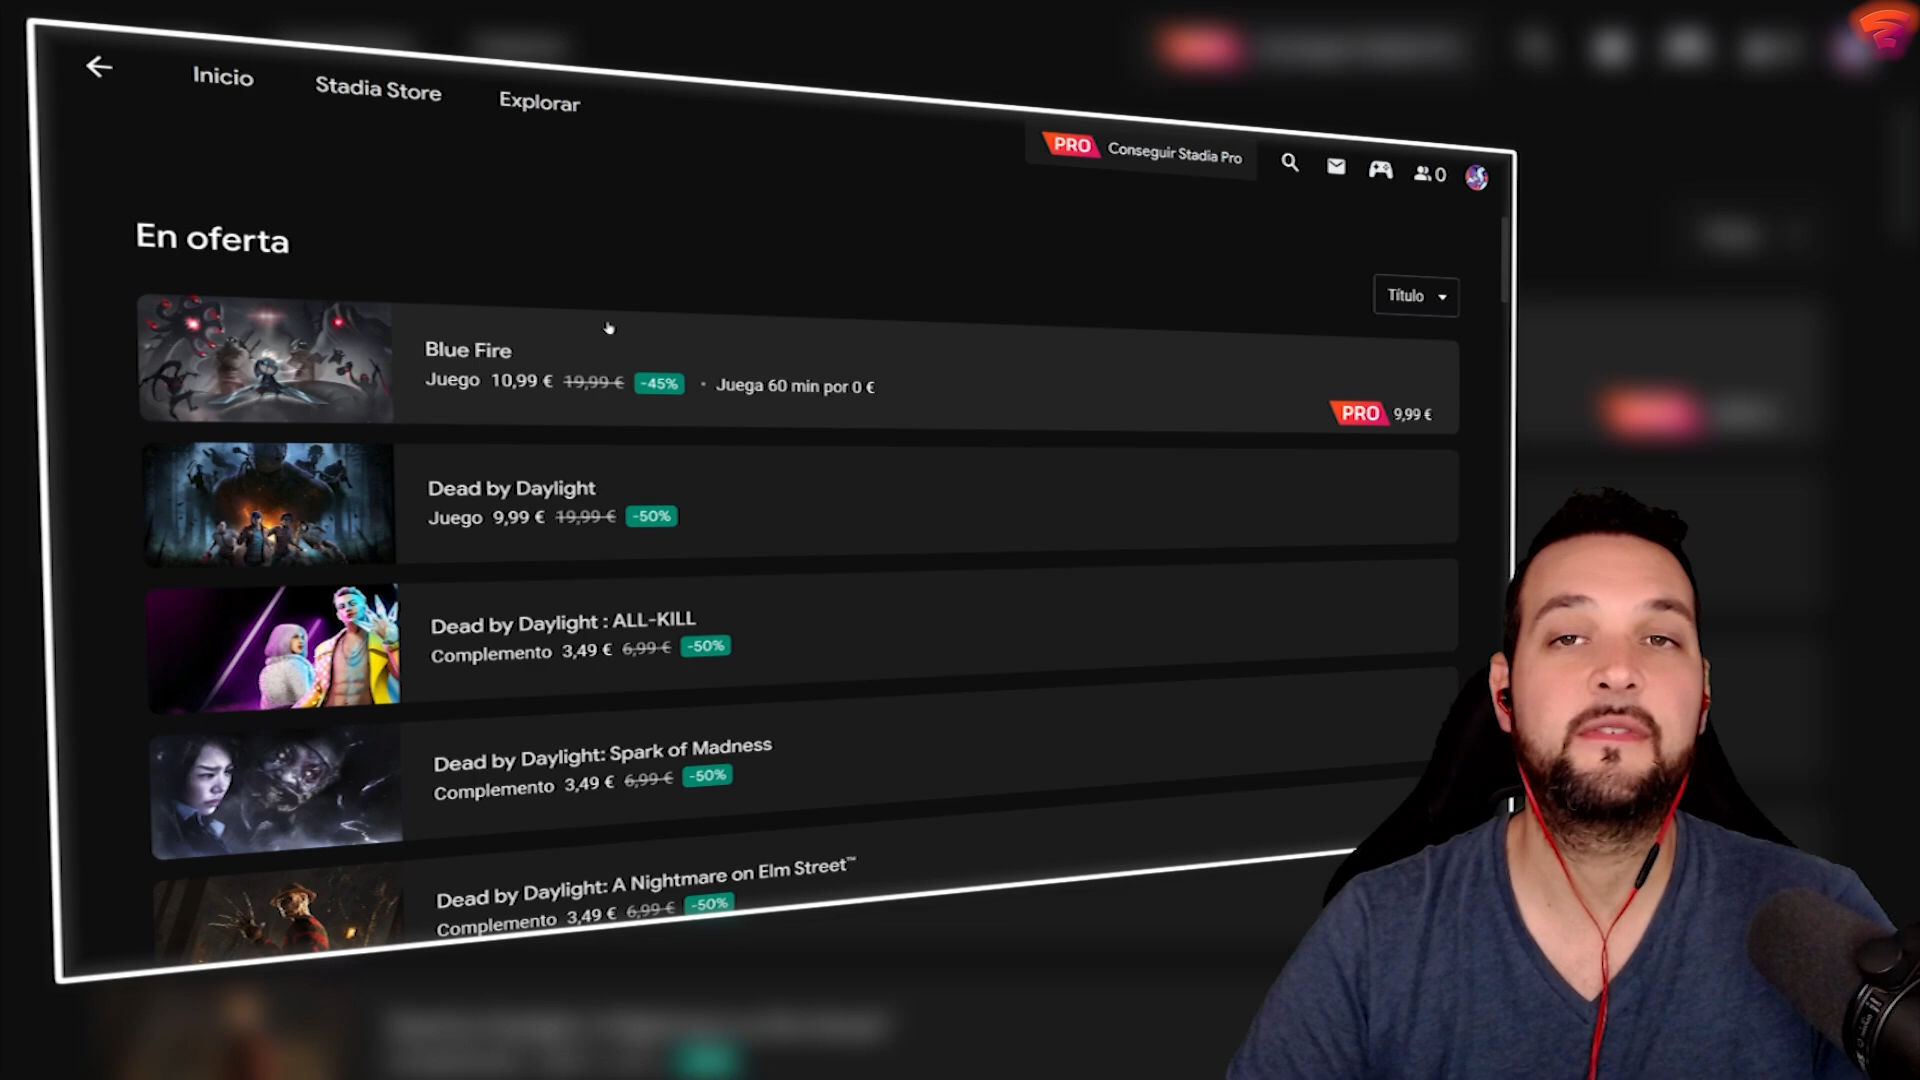 Inicio
Stadia Store
Explorar
PRO Conseguir Stadia Pro
0
En oferta
Título
Blue Fire
Juego 10,99 € 19,99 € -45% • Juega 60 min por 0 €
PRO 9,99 €
Dead by Daylight
Juego 9,99 € 19,99 € -50%
Dead by Daylight : ALL-KILL
Complemento 3,49 € 6,99 € -50%
Dead by Daylight: Spark of Madness
Complemento 3,49 € 6,99 € -50%
Dead by Daylight: A Nightmare on Elm Street™
Complemento 3,49 € 6,99 € -50%